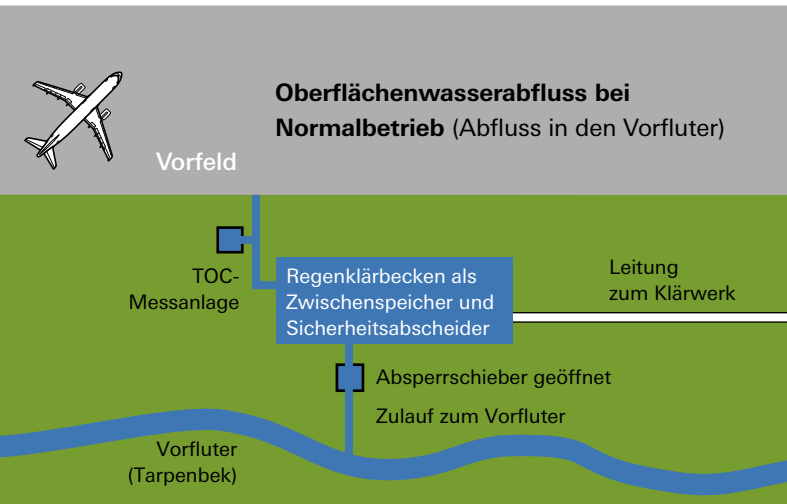 Oberflächenwasserabfluss bei
Normalbetrieb (Abfluss in den Vorfluter)
Vorfeld
TOC-
Messanlage
Regenklärbecken als
Zwischenspeicher und
Sicherheitsabscheider
Leitung
zum Klärwerk
Absperrschieber geöffnet
Zulauf zum Vorfluter
Vorfluter
(Tarpenbek)